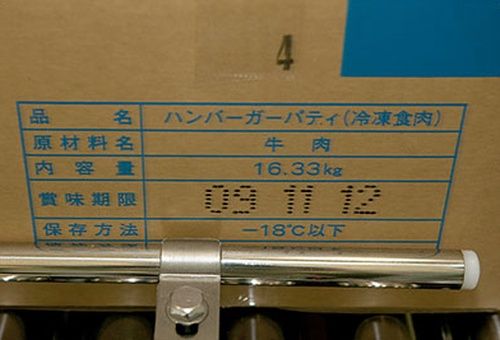 4
品名 ハンバーガーパティ(冷凍食肉)
原材料名 牛肉
内容量 16.33kg
賞味期限 09 11 12
保存方法 -18℃以下